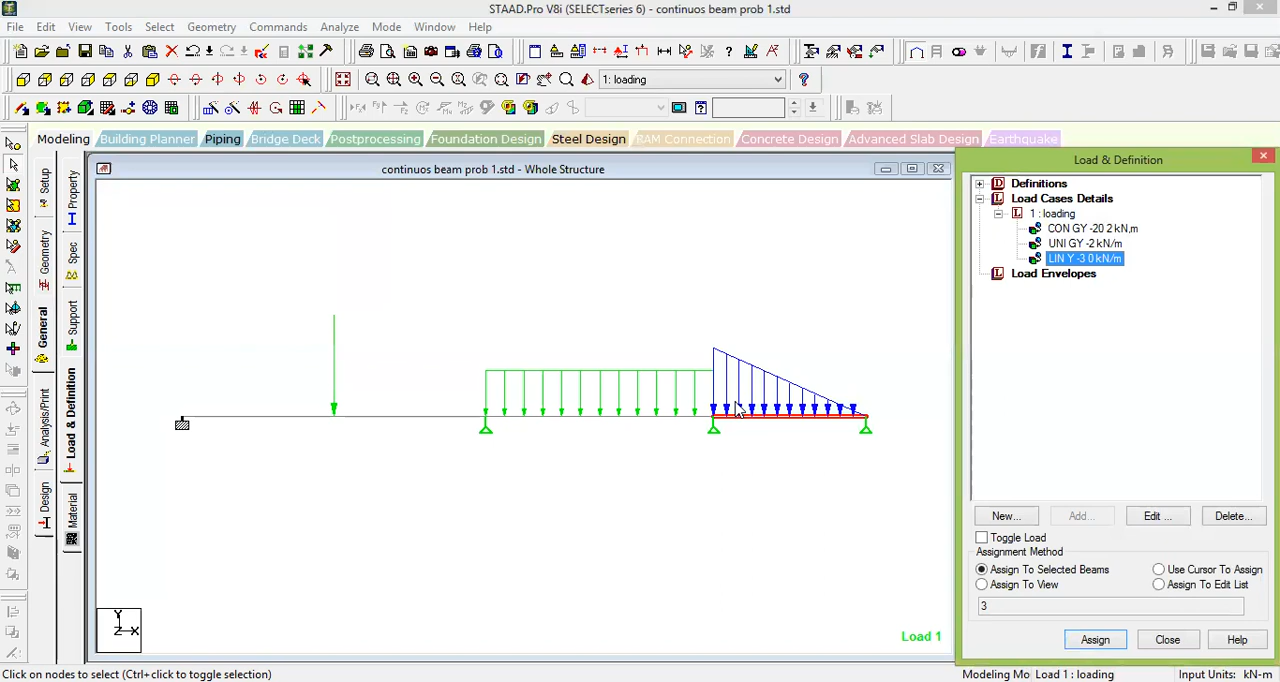 STAAD.Pro V8i (SELECTseries 6) - continuos beam prob 1.std
File Edit View Tools Select Geometry Commands Analyze Mode Window Help
1: loading
Modeling Building Planner Piping Bridge Deck Postprocessing Foundation Design Steel Design RAM Connection Concrete Design Advanced Slab Design Earthquake
continuos beam prob 1.std - Whole Structure
Setup
Geometry
General
Analysis/Print
Design
Property
Spec
Support
Load & Definition
Material
Y
Z X
Load 1
Load & Definition
Definitions
Load Cases Details
1 : loading
CON GY -20 2 kN,m
UNI GY -2 kN/m
LIN Y -3 0 kN/m
Load Envelopes
New... Add... Edit ... Delete...
Toggle Load
Assignment Method
Assign To Selected Beams Use Cursor To Assign
Assign To View Assign To Edit List
3
Assign Close Help
Click on nodes to select (Ctrl+click to toggle selection) Modeling Mo Load 1 : loading Input Units: kN-m